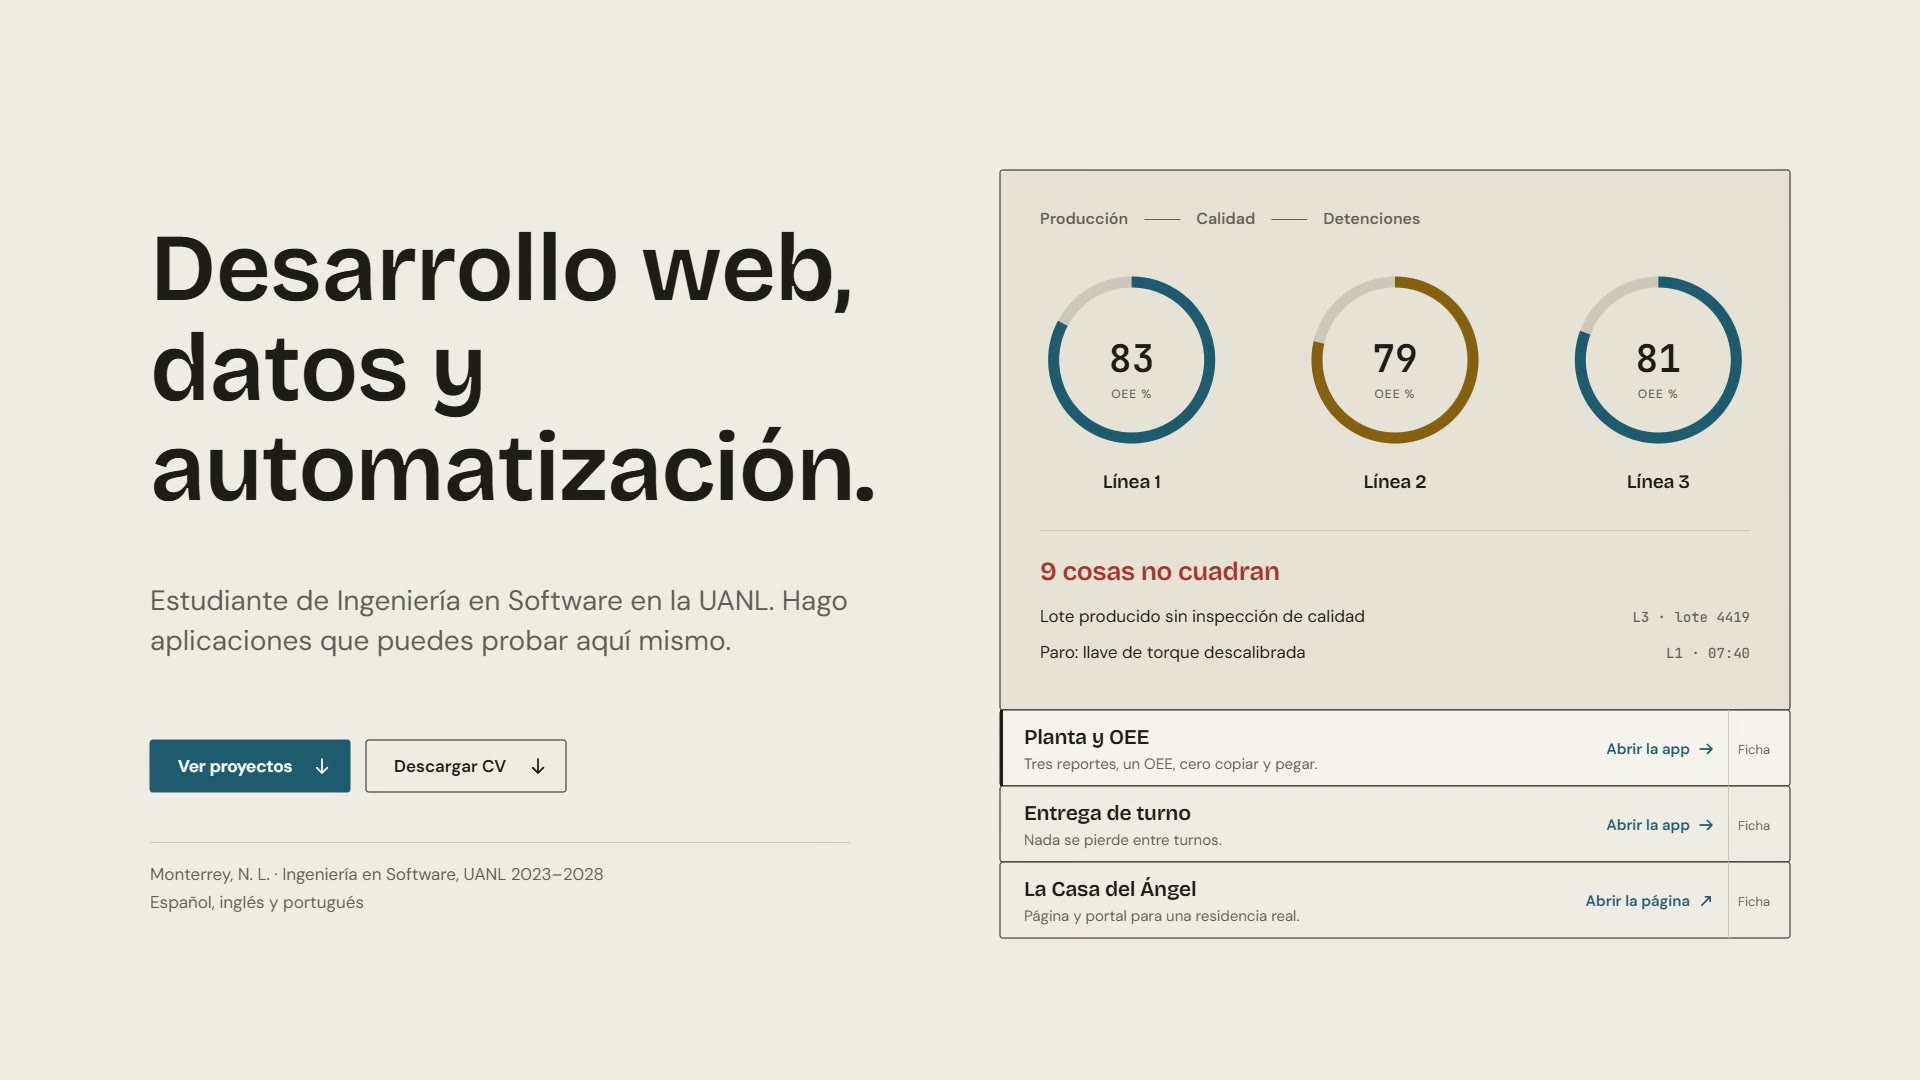 Desarrollo web,
datos y
automatización.
Estudiante de Ingeniería en Software en la UANL. Hago
aplicaciones que puedes probar aquí mismo.
Ver proyectos ↓
Descargar CV ↓
Monterrey, N. L. · Ingeniería en Software, UANL 2023–2028
Español, inglés y portugués
Producción — Calidad — Detenciones
83
OEE %
Línea 1
79
OEE %
Línea 2
81
OEE %
Línea 3
9 cosas no cuadran
Lote producido sin inspección de calidad L3 · lote 4419
Paro: llave de torque descalibrada L1 · 07:40
Planta y OEE
Tres reportes, un OEE, cero copiar y pegar.
Abrir la app → Ficha
Entrega de turno
Nada se pierde entre turnos.
Abrir la app → Ficha
La Casa del Ángel
Página y portal para una residencia real.
Abrir la página ↗ Ficha